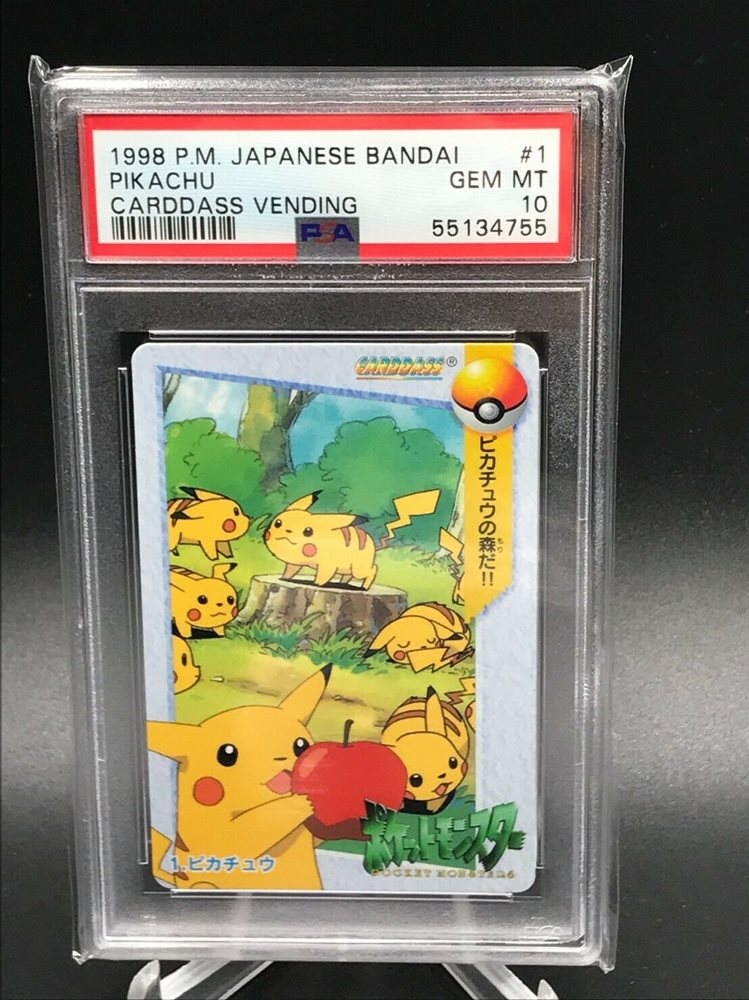 1998 P.M. JAPANESE BANDAI #1
PIKACHU GEM MT
CARDDASS VENDING 10
PSA 55134755
CARDDASS®
ピカチュウの森だ!!
もり
ポケットモンスター
POCKET MONSTERS
1.ピカチュウ